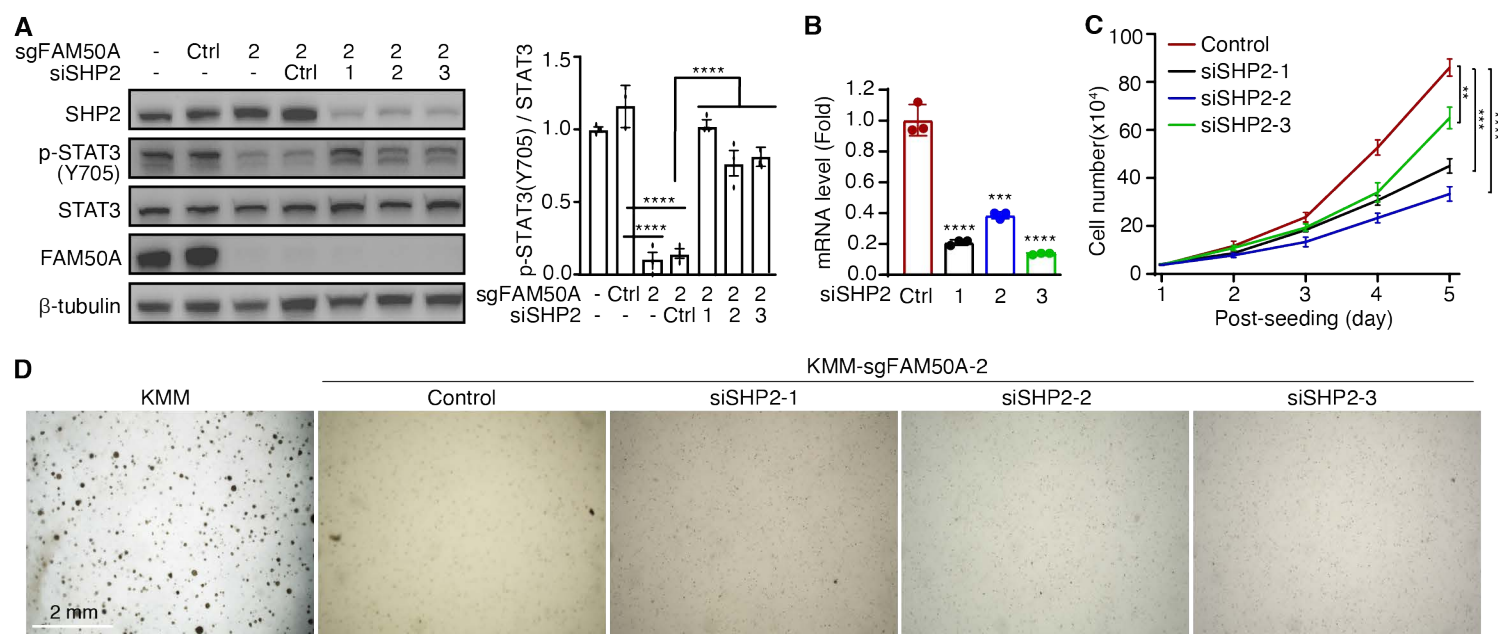 A
sgFAM50A - Ctrl 2 2 2 2 2
siSHP2 - - - Ctrl 1 2 3
SHP2
p-STAT3
(Y705)
STAT3
FAM50A
β-tubulin
p-STAT3(Y705) / STAT3
1.5
1.0
0.5
0.0
****
****
****
sgFAM50A - Ctrl 2 2 2 2 2
siSHP2 - - - Ctrl 1 2 3
B
mRNA level (Fold)
1.2
1.0
0.8
0.6
0.4
0.2
0.0
****
***
****
siSHP2 Ctrl 1 2 3
C
Cell number(x10⁴)
100
80
60
40
20
0
Control
siSHP2-1
siSHP2-2
siSHP2-3
**
***
1 2 3 4 5
Post-seeding (day)
D
KMM-sgFAM50A-2
KMM Control siSHP2-1 siSHP2-2 siSHP2-3
2 mm